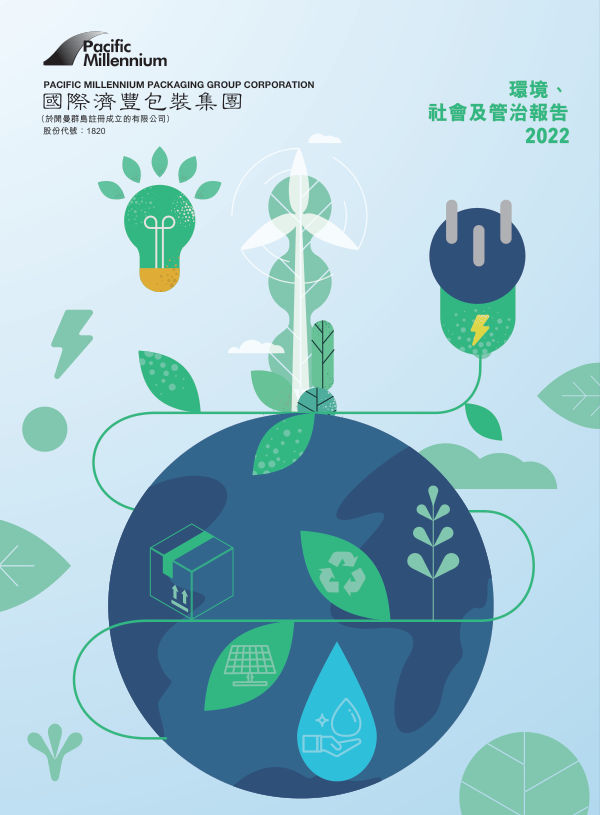 Pacific
Millennium
PACIFIC MILLENNIUM PACKAGING GROUP CORPORATION
國際濟豐包裝集團
(於開曼群島註冊成立的有限公司)
股份代號：1820
環境、
社會及管治報告
2022